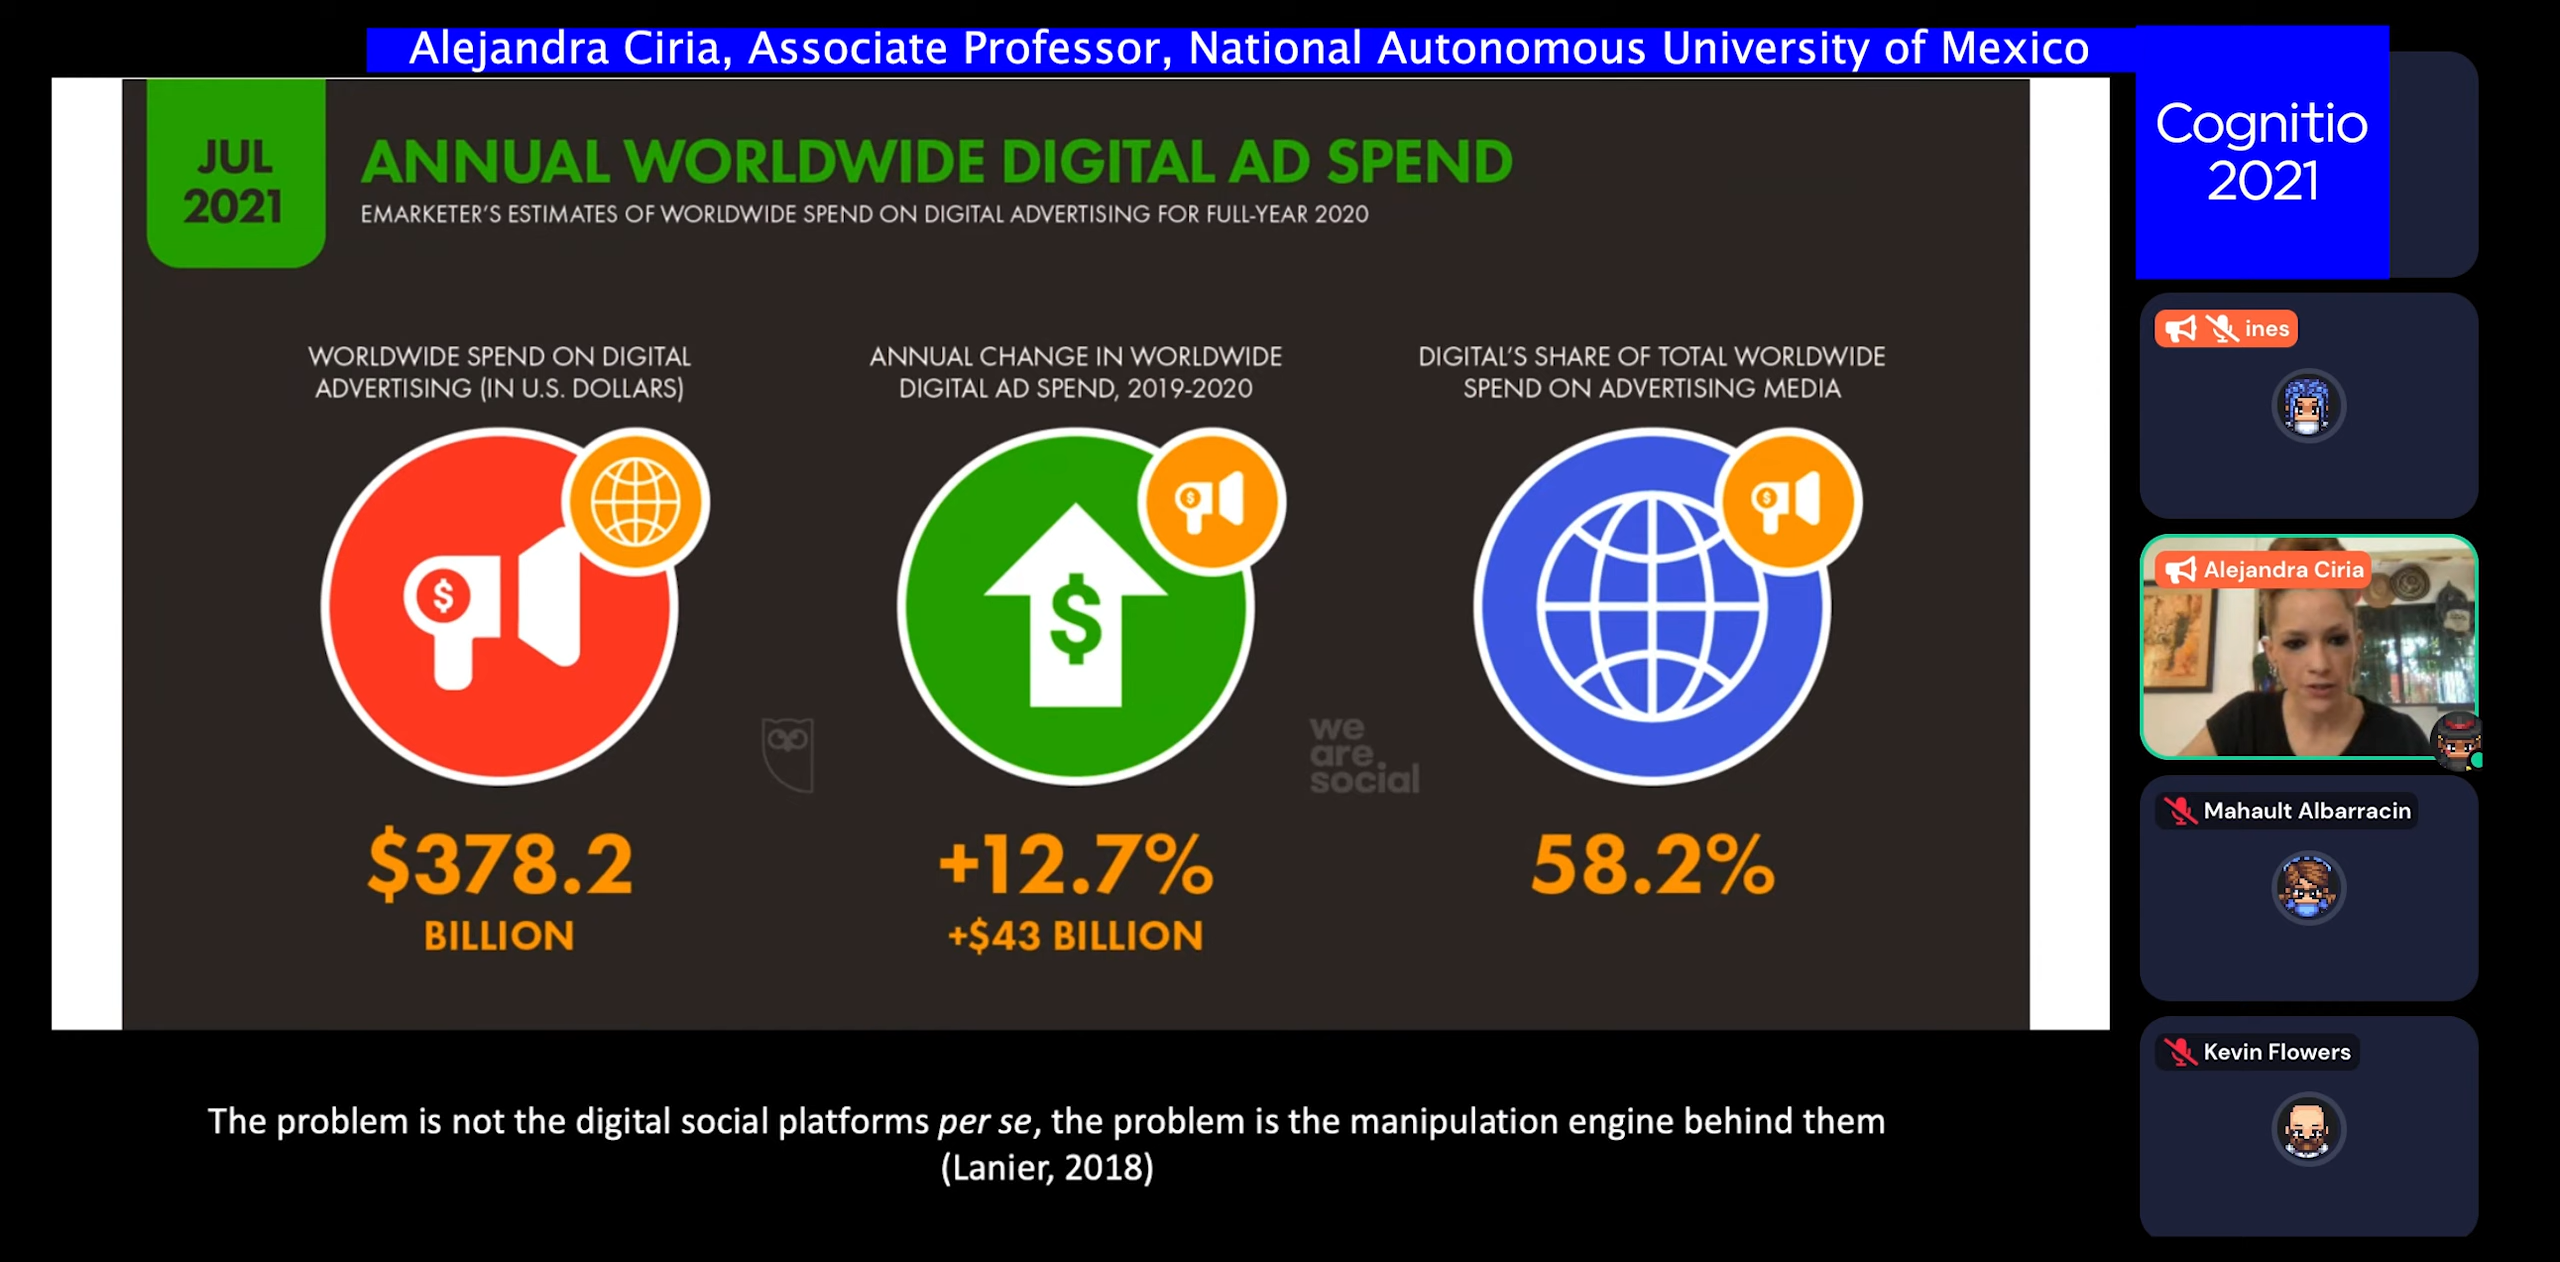 Alejandra Ciria, Associate Professor, National Autonomous University of Mexico
Cognitio
2021
JUL
2021
ANNUAL WORLDWIDE DIGITAL AD SPEND
EMARKETER'S ESTIMATES OF WORLDWIDE SPEND ON DIGITAL ADVERTISING FOR FULL-YEAR 2020
WORLDWIDE SPEND ON DIGITAL
ADVERTISING (IN U.S. DOLLARS)
$
$378.2
BILLION
ANNUAL CHANGE IN WORLDWIDE
DIGITAL AD SPEND, 2019-2020
$
$
+12.7%
+$43 BILLION
DIGITAL'S SHARE OF TOTAL WORLDWIDE
SPEND ON ADVERTISING MEDIA
$
58.2%
we
are
social
The problem is not the digital social platforms per se, the problem is the manipulation engine behind them
(Lanier, 2018)
ines
Alejandra Ciria
Mahault Albarracin
Kevin Flowers